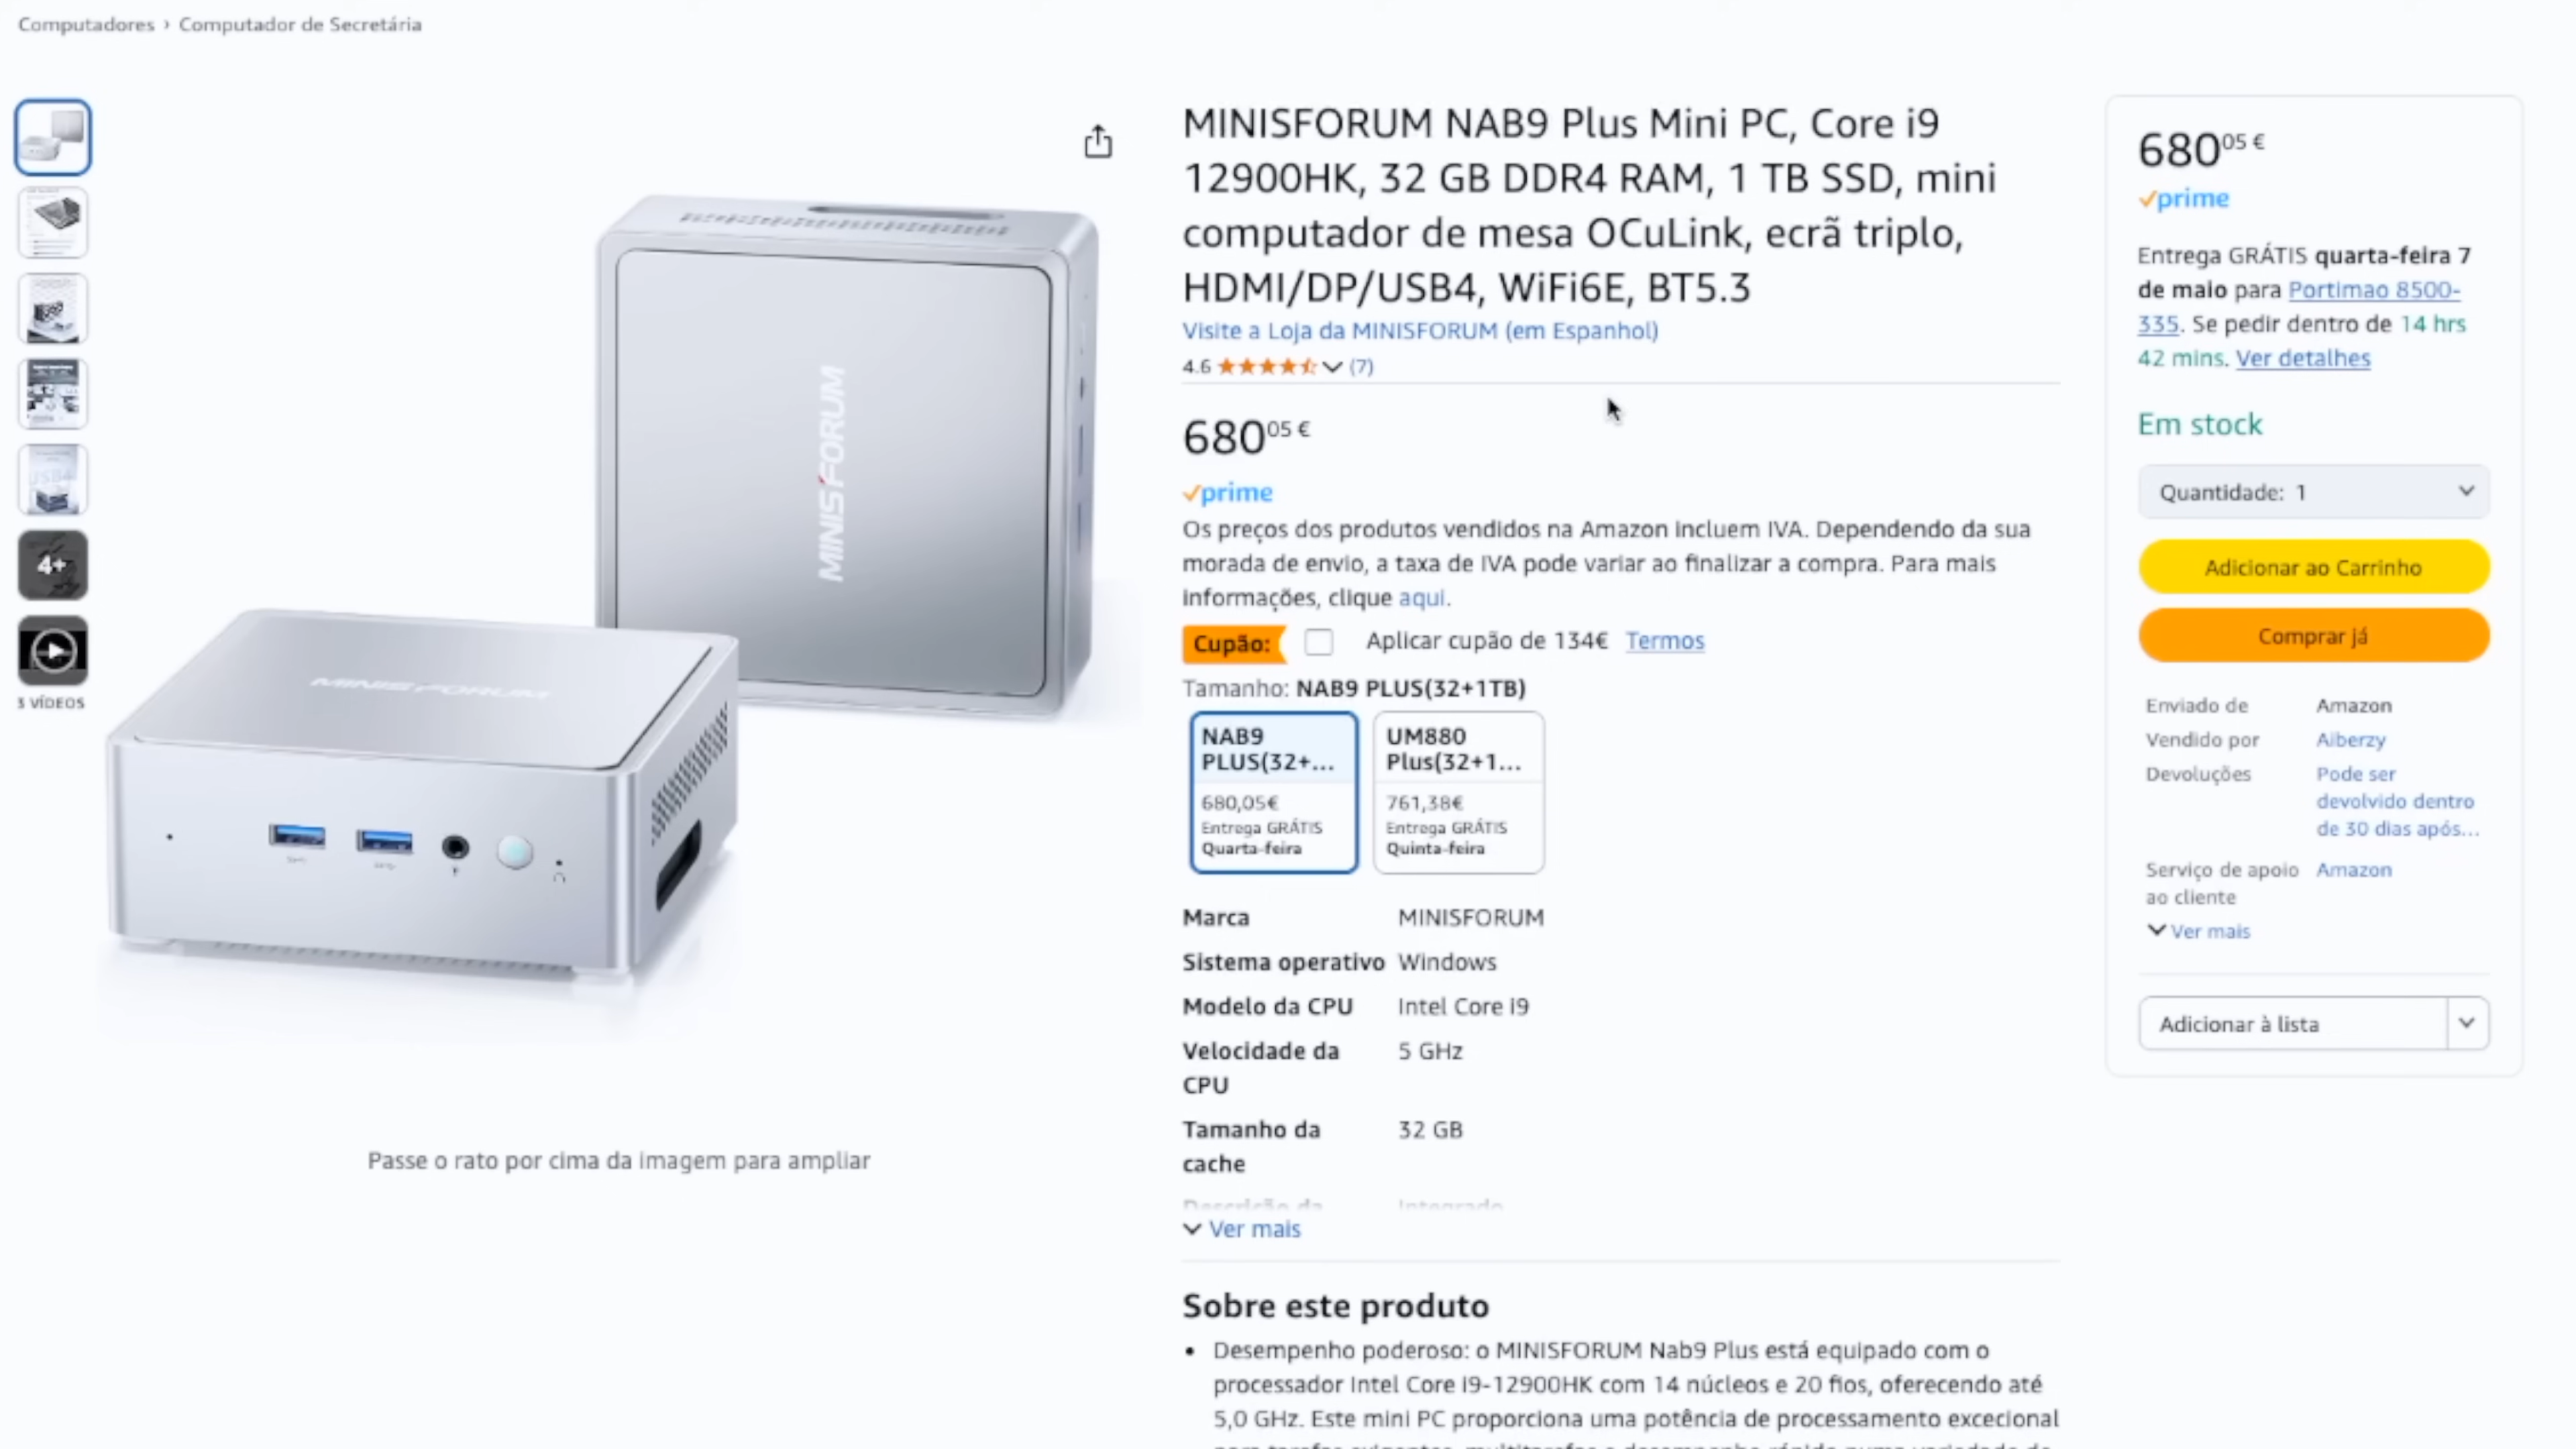 Computadores › Computador de Secretária
MINISFORUM
MINISFORUM
4+
3 VÍDEOS
Passe o rato por cima da imagem para ampliar
MINISFORUM NAB9 Plus Mini PC, Core i9
12900HK, 32 GB DDR4 RAM, 1 TB SSD, mini
computador de mesa OCuLink, ecrã triplo,
HDMI/DP/USB4, WiFi6E, BT5.3
Visite a Loja da MINISFORUM (em Espanhol)
4.6 (7)
680 05 €
prime
Os preços dos produtos vendidos na Amazon incluem IVA. Dependendo da sua
morada de envio, a taxa de IVA pode variar ao finalizar a compra. Para mais
informações, clique aqui.
Cupão: Aplicar cupão de 134€ Termos
Tamanho: NAB9 PLUS(32+1TB)
NAB9
PLUS(32+...
680,05€
Entrega GRÁTIS
Quarta-feira
UM880
Plus(32+1...
761,38€
Entrega GRÁTIS
Quinta-feira
Marca MINISFORUM
Sistema operativo Windows
Modelo da CPU Intel Core i9
Velocidade da 5 GHz
CPU
Tamanho da 32 GB
cache
Descrição da Integrado
Ver mais
Sobre este produto
• Desempenho poderoso: o MINISFORUM Nab9 Plus está equipado com o
processador Intel Core i9-12900HK com 14 núcleos e 20 fios, oferecendo até
5,0 GHz. Este mini PC proporciona uma potência de processamento excecional
680 05 €
prime
Entrega GRÁTIS quarta-feira 7
de maio para Portimao 8500-
335. Se pedir dentro de 14 hrs
42 mins. Ver detalhes
Em stock
Quantidade: 1
Adicionar ao Carrinho
Comprar já
Enviado de Amazon
Vendido por Aiberzy
Devoluções Pode ser
devolvido dentro
de 30 dias após...
Serviço de apoio Amazon
ao cliente
Ver mais
Adicionar à lista